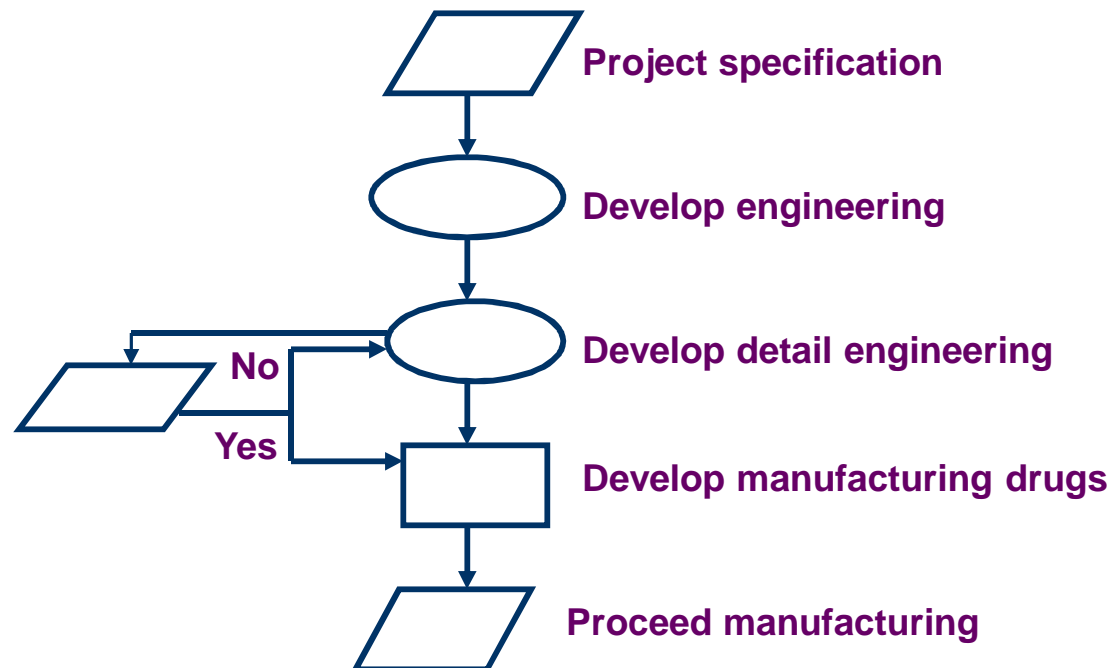 Project specification
Develop engineering
Develop detail engineering
No
Yes
Develop manufacturing drugs
Proceed manufacturing